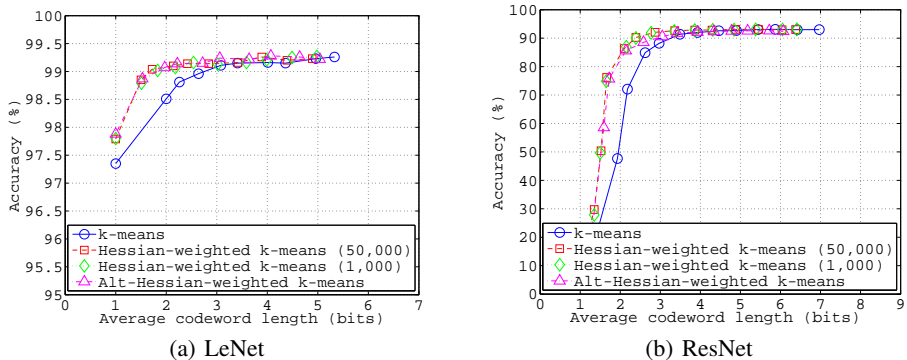 100
99.5
99
98.5
98
97.5
97
96.5
96
95.5
95
Accuracy (%)
k-means
Hessian-weighted k-means (50,000)
Hessian-weighted k-means (1,000)
Alt-Hessian-weighted k-means
0 1 2 3 4 5 6 7
Average codeword length (bits)
(a) LeNet
100
90
80
70
60
50
40
30
20
10
0
Accuracy (%)
k-means
Hessian-weighted k-means (50,000)
Hessian-weighted k-means (1,000)
Alt-Hessian-weighted k-means
0 1 2 3 4 5 6 7 8 9
Average codeword length (bits)
(b) ResNet